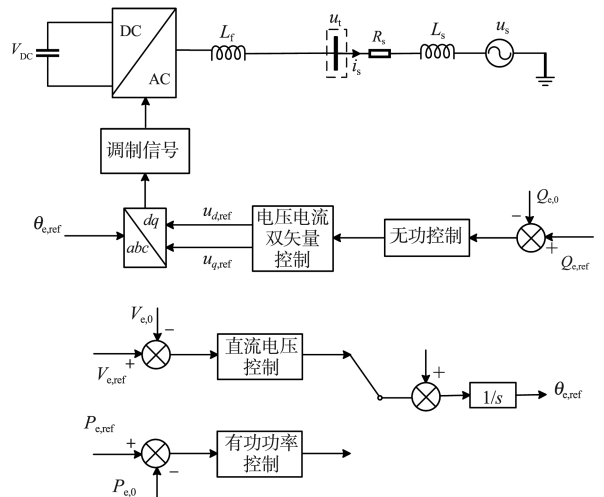 V_DC
DC
AC
L_f
u_t
i_s
R_s
L_s
u_s
调制信号
θ_e,ref
dq
abc
u_d,ref
u_q,ref
电压电流
双矢量
控制
无功控制
Q_e,0
−
+
Q_e,ref
V_e,0
−
+
V_e,ref
直流电压
控制
+
1/s
θ_e,ref
P_e,ref
+
−
P_e,0
有功功率
控制